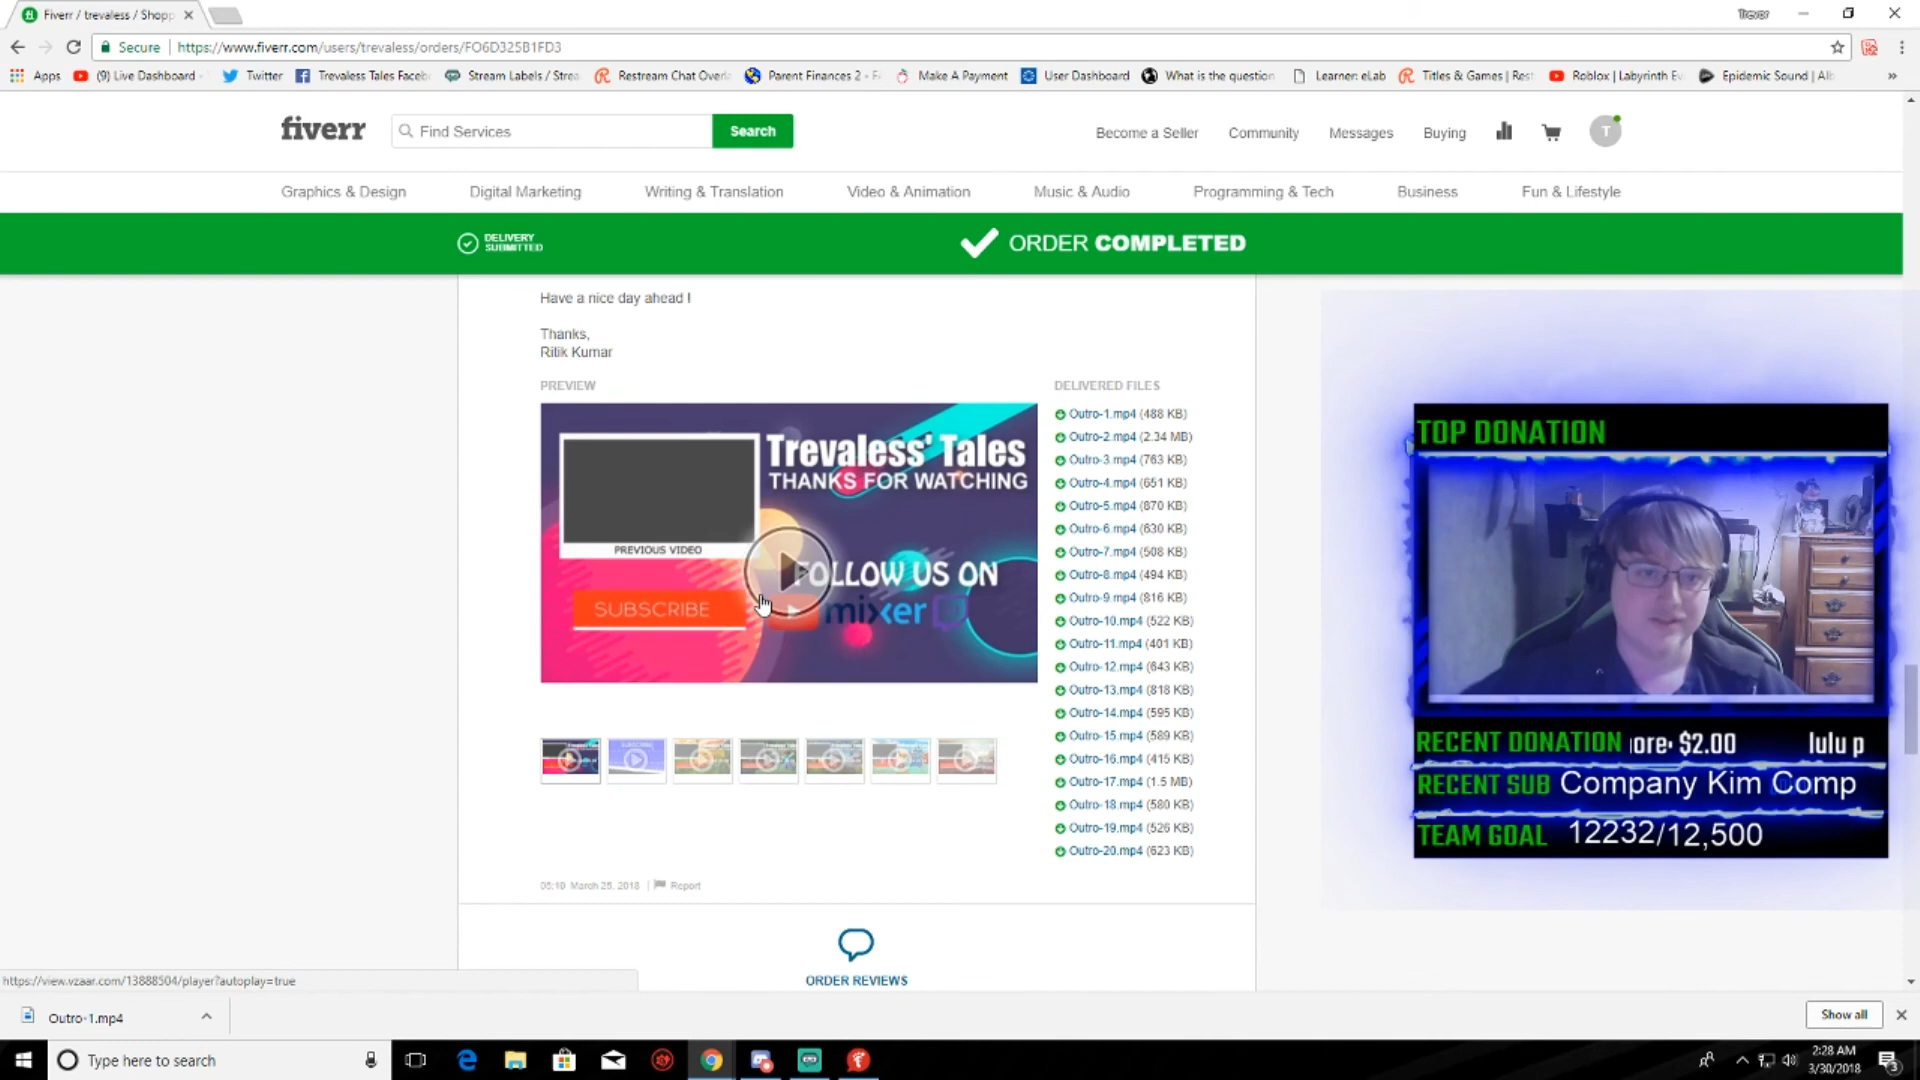 Fiverr / trevaless / Shopp
Trevor
Secure
https://www.fiverr.com/users/trevaless/orders/FO6D325B1FD3
Apps
(9) Live Dashboard
Twitter
Trevaless Tales Faceb
Stream Labels / Strea
Restream Chat Overl
Parent Finances 2 - F
Make A Payment
User Dashboard
What is the question
Learner: eLab
Titles & Games | Rest
Roblox | Labyrinth Ev
Epidemic Sound | Alb
fiverr
Find Services
Search
Become a Seller
Community
Messages
Buying
T
Graphics & Design
Digital Marketing
Writing & Translation
Video & Animation
Music & Audio
Programming & Tech
Business
Fun & Lifestyle
DELIVERY
SUBMITTED
ORDER COMPLETED
Have a nice day ahead !
Thanks,
Ritik Kumar
PREVIEW
Trevaless' Tales
THANKS FOR WATCHING
PREVIOUS VIDEO
FOLLOW US ON
SUBSCRIBE
mixer
DELIVERED FILES
Outro-1.mp4 (488 KB)
Outro-2.mp4 (2.34 MB)
Outro-3.mp4 (763 KB)
Outro-4.mp4 (651 KB)
Outro-5.mp4 (870 KB)
Outro-6.mp4 (630 KB)
Outro-7.mp4 (508 KB)
Outro-8.mp4 (494 KB)
Outro-9.mp4 (816 KB)
Outro-10.mp4 (522 KB)
Outro-11.mp4 (401 KB)
Outro-12.mp4 (643 KB)
Outro-13.mp4 (818 KB)
Outro-14.mp4 (595 KB)
Outro-15.mp4 (589 KB)
Outro-16.mp4 (415 KB)
Outro-17.mp4 (1.5 MB)
Outro-18.mp4 (580 KB)
Outro-19.mp4 (526 KB)
Outro-20.mp4 (623 KB)
TOP DONATION
RECENT DONATION ore: $2.00 lulu p
RECENT SUB Company Kim Comp
TEAM GOAL 12232/12,500
March 25, 2018
Report
ORDER REVIEWS
https://view.vzaar.com/13888504/player?autoplay=true
Outro-1.mp4
Show all
Type here to search
2:28 AM
3/30/2018
3